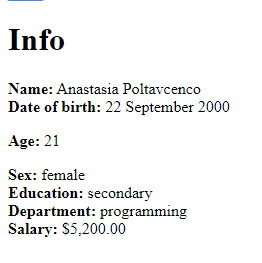 Info
Name: Anastasia Poltavcenco
Date of birth: 22 September 2000
Age: 21
Sex: female
Education: secondary
Department: programming
Salary: $5,200.00